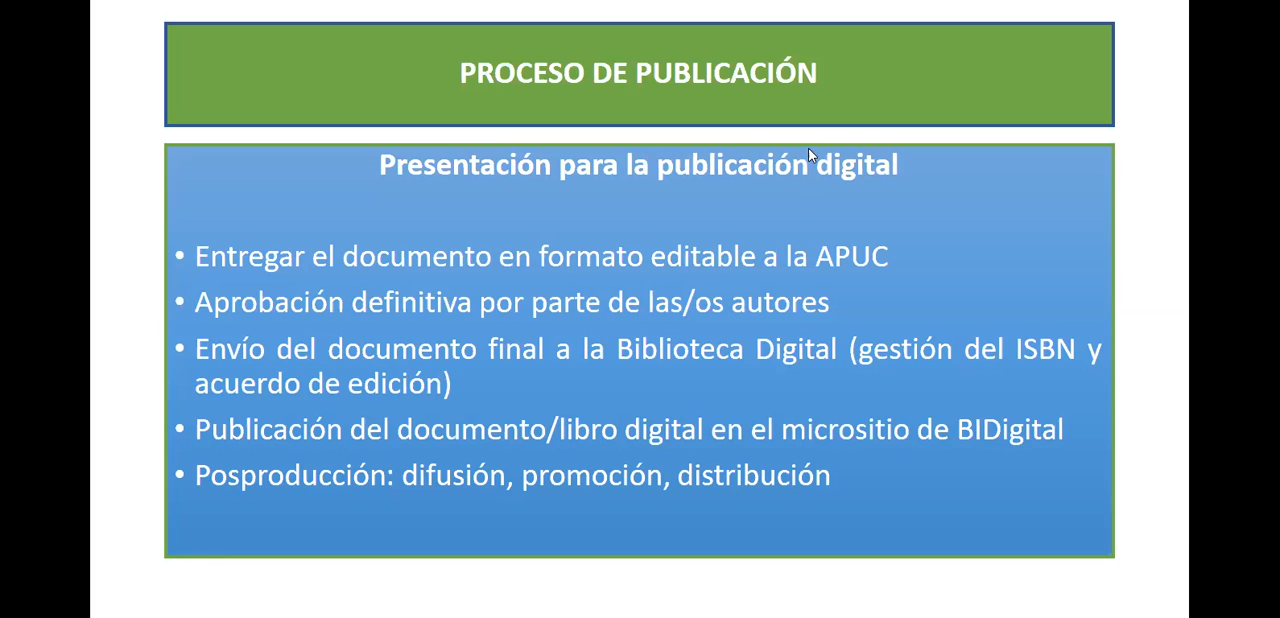 PROCESO DE PUBLICACIÓN
Presentación para la publicación digital
• Entregar el documento en formato editable a la APUC
• Aprobación definitiva por parte de las/os autores
• Envío del documento final a la Biblioteca Digital (gestión del ISBN y
acuerdo de edición)
• Publicación del documento/libro digital en el micrositio de BIDigital
• Posproducción: difusión, promoción, distribución